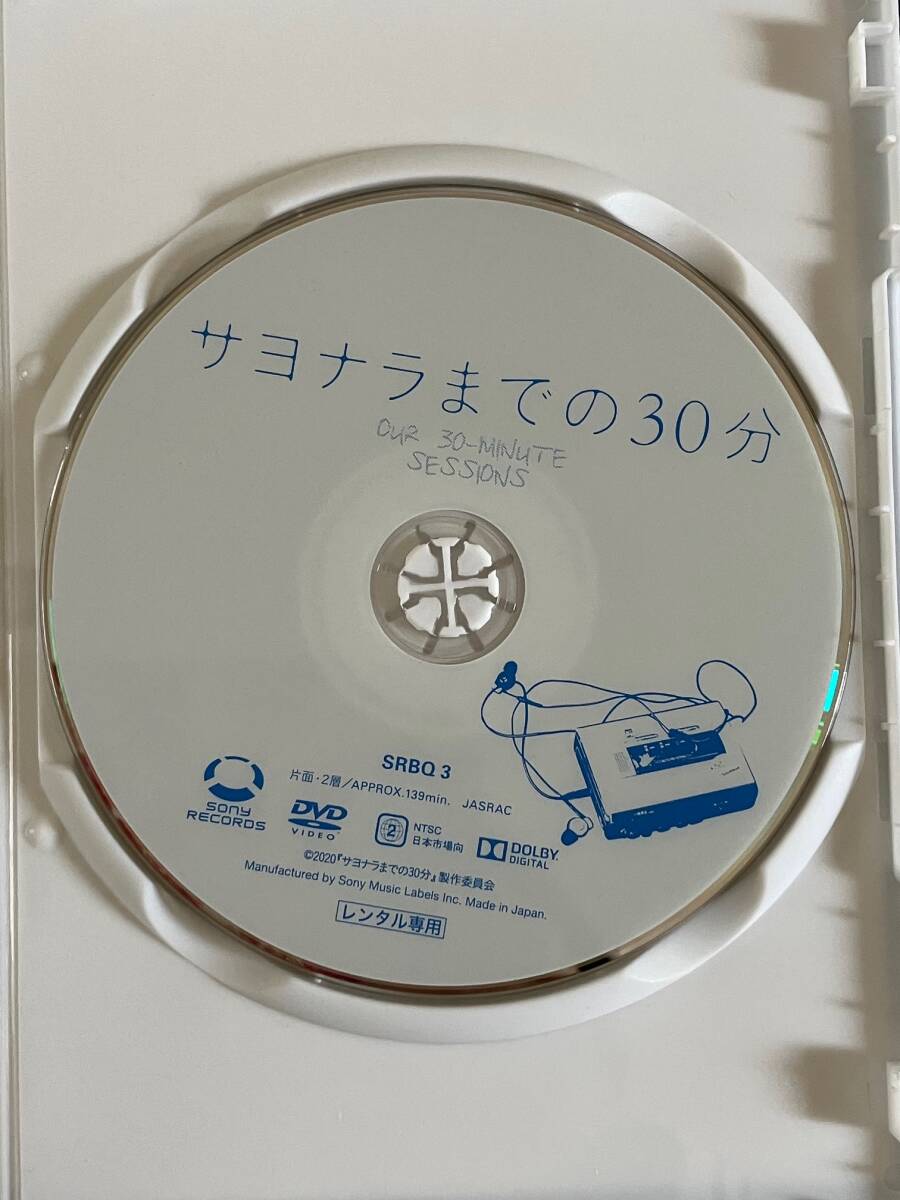 サヨナラまでの30分
OUR 30-MINUTE
SESSIONS
SRBQ 3
片面・2層/APPROX.139min. JASRAC
SONY
RECORDS
DVD
VIDEO
2
NTSC
日本市場向
DOLBY
DIGITAL
©2020『サヨナラまでの30分』製作委員会
Manufactured by Sony Music Labels Inc. Made in Japan.
レンタル専用